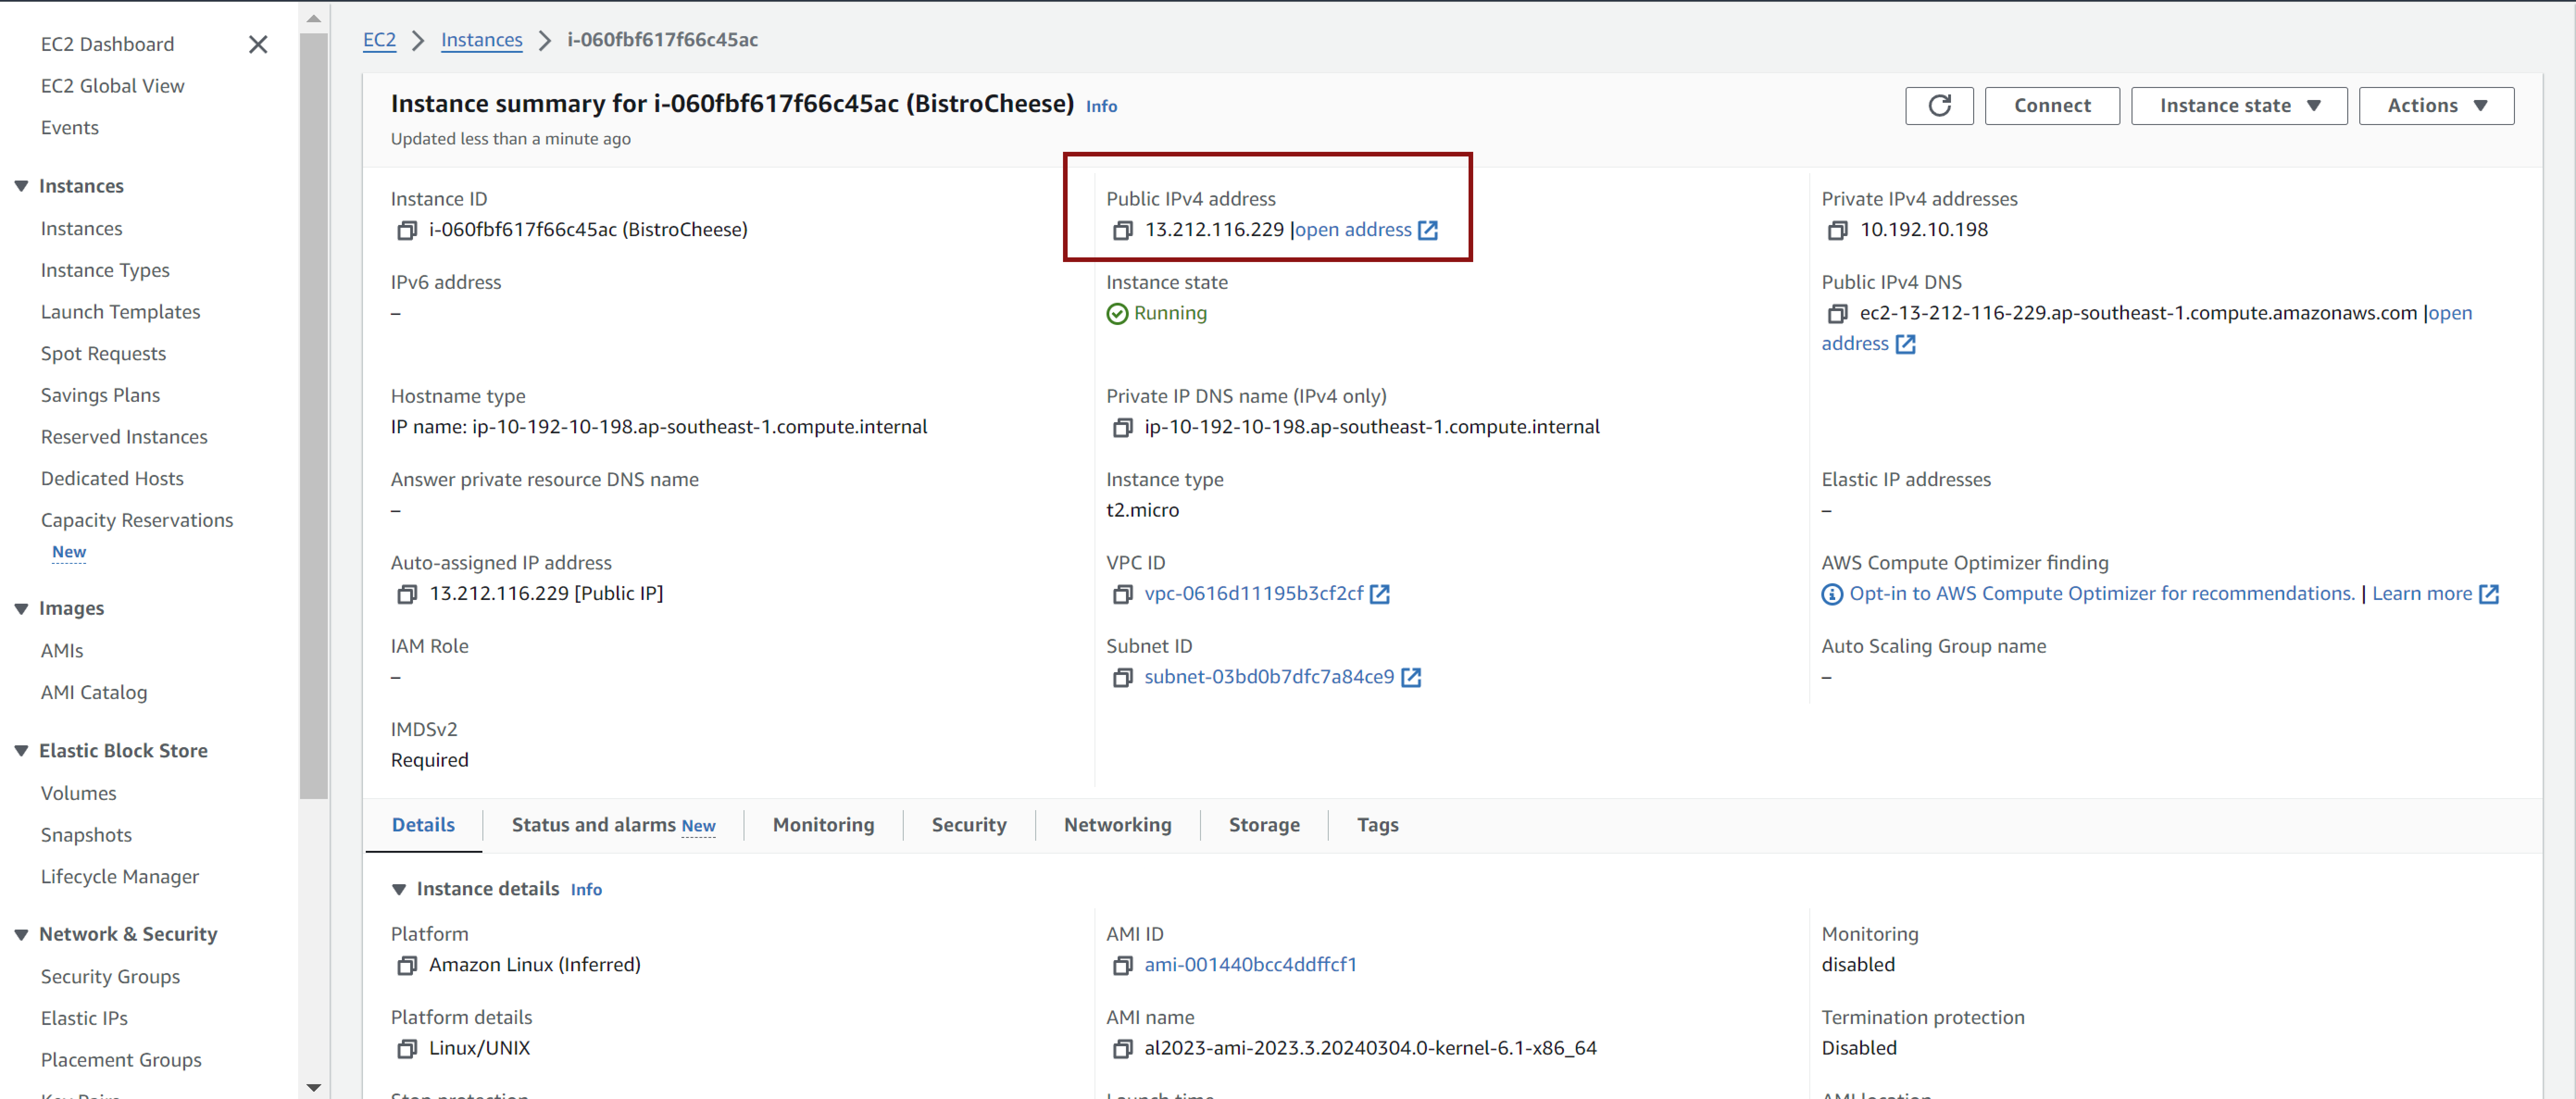 EC2 Dashboard
EC2 Global View
Events
Instances
Instances
Instance Types
Launch Templates
Spot Requests
Savings Plans
Reserved Instances
Dedicated Hosts
Capacity Reservations
New
Images
AMIs
AMI Catalog
Elastic Block Store
Volumes
Snapshots
Lifecycle Manager
Network & Security
Security Groups
Elastic IPs
Placement Groups
Key Pairs
EC2 > Instances > i-060fbf617f66c45ac
Instance summary for i-060fbf617f66c45ac (BistroCheese) Info
Updated less than a minute ago
Connect
Instance state
Actions
Instance ID
i-060fbf617f66c45ac (BistroCheese)
Public IPv4 address
13.212.116.229 |open address
Private IPv4 addresses
10.192.10.198
IPv6 address
–
Instance state
Running
Public IPv4 DNS
ec2-13-212-116-229.ap-southeast-1.compute.amazonaws.com |open
address
Hostname type
IP name: ip-10-192-10-198.ap-southeast-1.compute.internal
Private IP DNS name (IPv4 only)
ip-10-192-10-198.ap-southeast-1.compute.internal
Answer private resource DNS name
–
Instance type
t2.micro
Elastic IP addresses
–
Auto-assigned IP address
13.212.116.229 [Public IP]
VPC ID
vpc-0616d11195b3cf2cf
AWS Compute Optimizer finding
Opt-in to AWS Compute Optimizer for recommendations. | Learn more
IAM Role
–
Subnet ID
subnet-03bd0b7dfc7a84ce9
Auto Scaling Group name
–
IMDSv2
Required
Details
Status and alarms New
Monitoring
Security
Networking
Storage
Tags
Instance details Info
Platform
Amazon Linux (Inferred)
AMI ID
ami-001440bcc4ddffcf1
Monitoring
disabled
Platform details
Linux/UNIX
AMI name
al2023-ami-2023.3.20240304.0-kernel-6.1-x86_64
Termination protection
Disabled
Stop protection
Launch time
AMI location